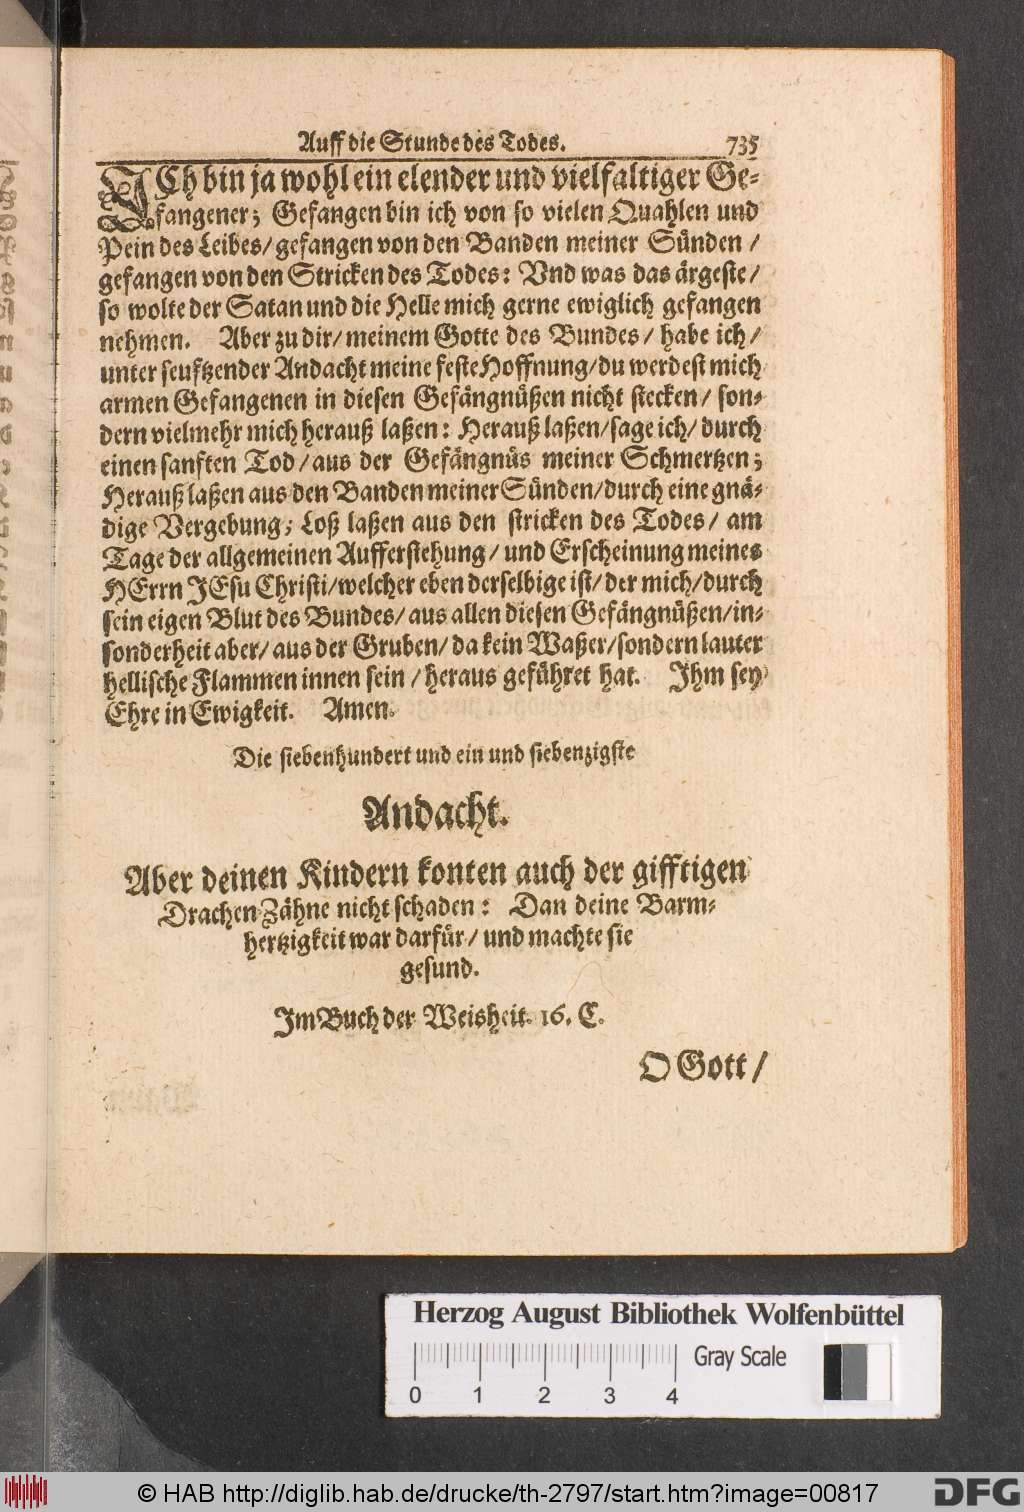 Auff die Stunde des Todes. 735
ICh bin ja wohl ein elender und vielfaltiger Ge-
fangener; Gefangen bin ich von so vielen Quahlen und
Pein des Leibes/ gefangen von den Banden meiner Sünden /
gefangen von den Stricken des Todes: Vnd was das ärgeste/
so wolte der Satan und die Helle mich gerne ewiglich gefangen
nehmen. Aber zu dir/ meinem Gotte des Bundes/ habe ich/
unter seuftzender Andacht meine feste Hoffnung/ du werdest mich
armen Gefangenen in diesen Gefängnüßen nicht stecken/ son-
dern vielmehr mich herauß laßen: Herauß laßen/ sage ich/ durch
einen sanften Tod/ aus der Gefängnüs meiner Schmertzen;
Herauß laßen aus den Banden meiner Sünden/ durch eine gnä-
dige Vergebung; Loß laßen aus den stricken des Todes/ am
Tage der allgemeinen Aufferstehung/ und Erscheinung meines
HErrn JEsu Christi/ welcher eben derselbige ist/ der mich/ durch
sein eigen Blut des Bundes/ aus allen diesen Gefängnüßen/ in-
sonderheit aber/ aus der Gruben/ da kein Waßer/ sondern lauter
hellische Flammen innen sein / heraus geführet hat. Ihm sey
Ehre in Ewigkeit. Amen.
Die siebenhundert und ein und siebenzigste
Andacht.
Aber deinen Kindern konten auch der gifftigen
Drachen Zähne nicht schaden: Dan deine Barm-
hertzigkeit war darfür/ und machte sie
gesund.
Im Buch der Weisheit. 16. C.
O Gott/
Herzog August Bibliothek Wolfenbüttel
Gray Scale
0 1 2 3 4
© HAB http://diglib.hab.de/drucke/th-2797/start.htm?image=00817
DFG